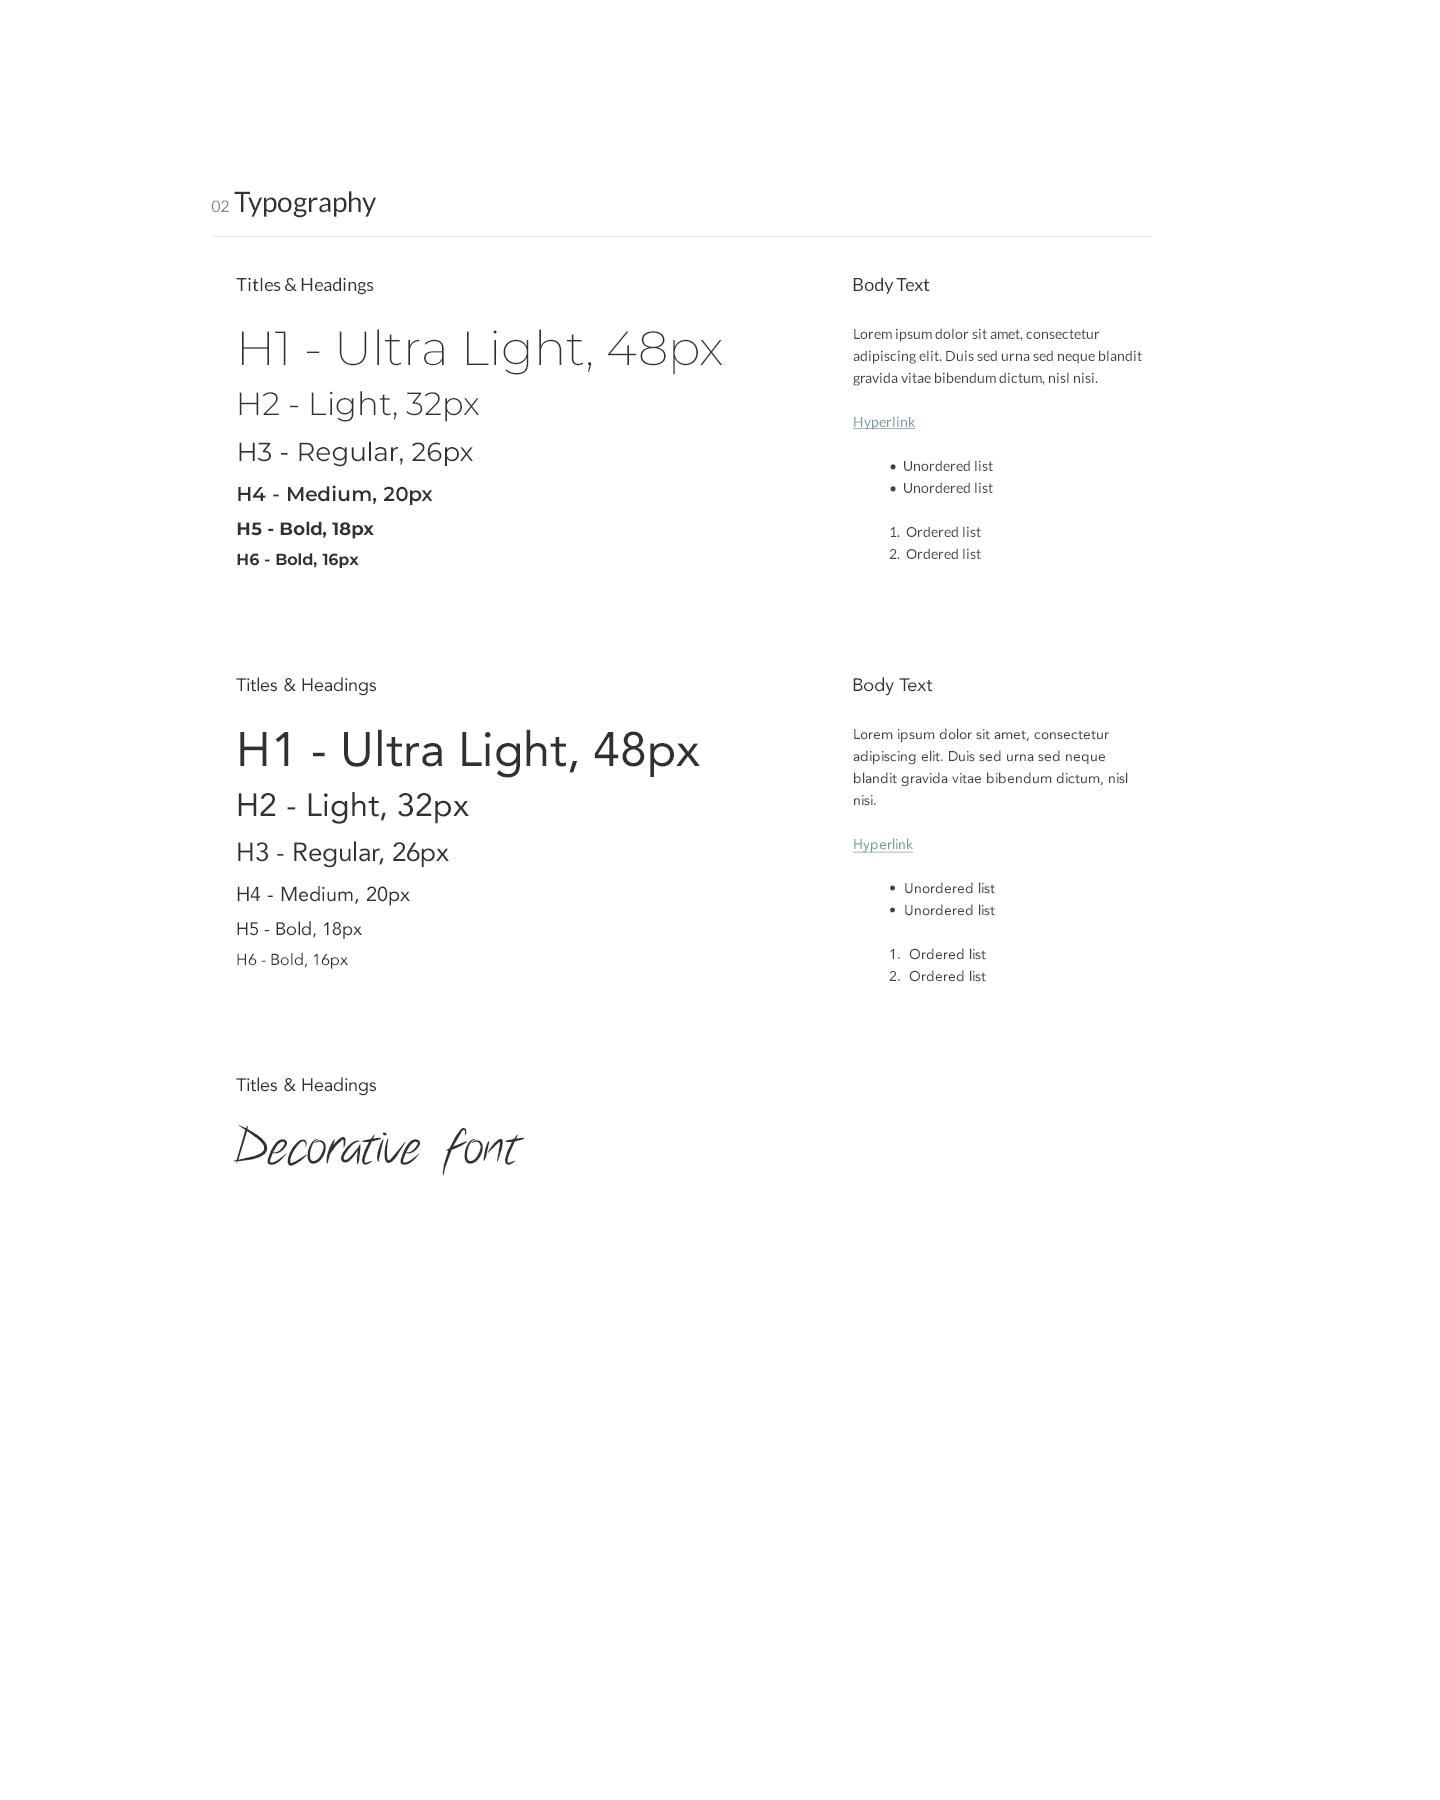 02 Typography
Titles & Headings
H1 - Ultra Light, 48px
H2 - Light, 32px
H3 - Regular, 26px
H4 - Medium, 20px
H5 - Bold, 18px
H6 - Bold, 16px
Body Text
Lorem ipsum dolor sit amet, consectetur
adipiscing elit. Duis sed urna sed neque blandit
gravida vitae bibendum dictum, nisl nisi.
Hyperlink
• Unordered list
• Unordered list
1. Ordered list
2. Ordered list
Titles & Headings
H1 - Ultra Light, 48px
H2 - Light, 32px
H3 - Regular, 26px
H4 - Medium, 20px
H5 - Bold, 18px
H6 - Bold, 16px
Body Text
Lorem ipsum dolor sit amet, consectetur
adipiscing elit. Duis sed urna sed neque
blandit gravida vitae bibendum dictum, nisl
nisi.
Hyperlink
• Unordered list
• Unordered list
1. Ordered list
2. Ordered list
Titles & Headings
Decorative font